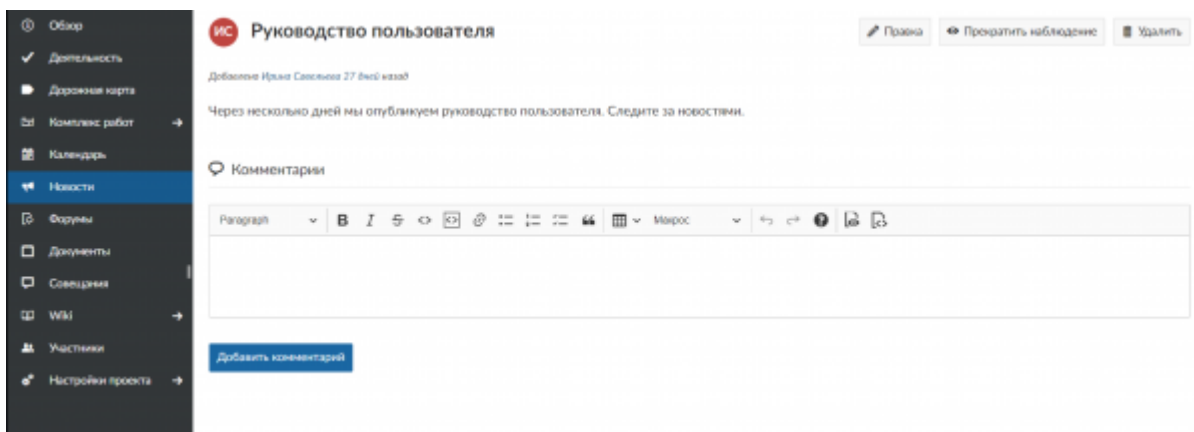 Обзор
Деятельность
Дорожная карта
Комплекс работ
Календарь
Новости
Форумы
Документы
Совещания
Wiki
Участники
Настройки проекта
ИС
Руководство пользователя
Правка
Прекратить наблюдение
Удалить
Добавлено Ирина Савельева 27 дней назад
Через несколько дней мы опубликуем руководство пользователя. Следите за новостями.
Комментарии
Paragraph
Макрос
Добавить комментарий